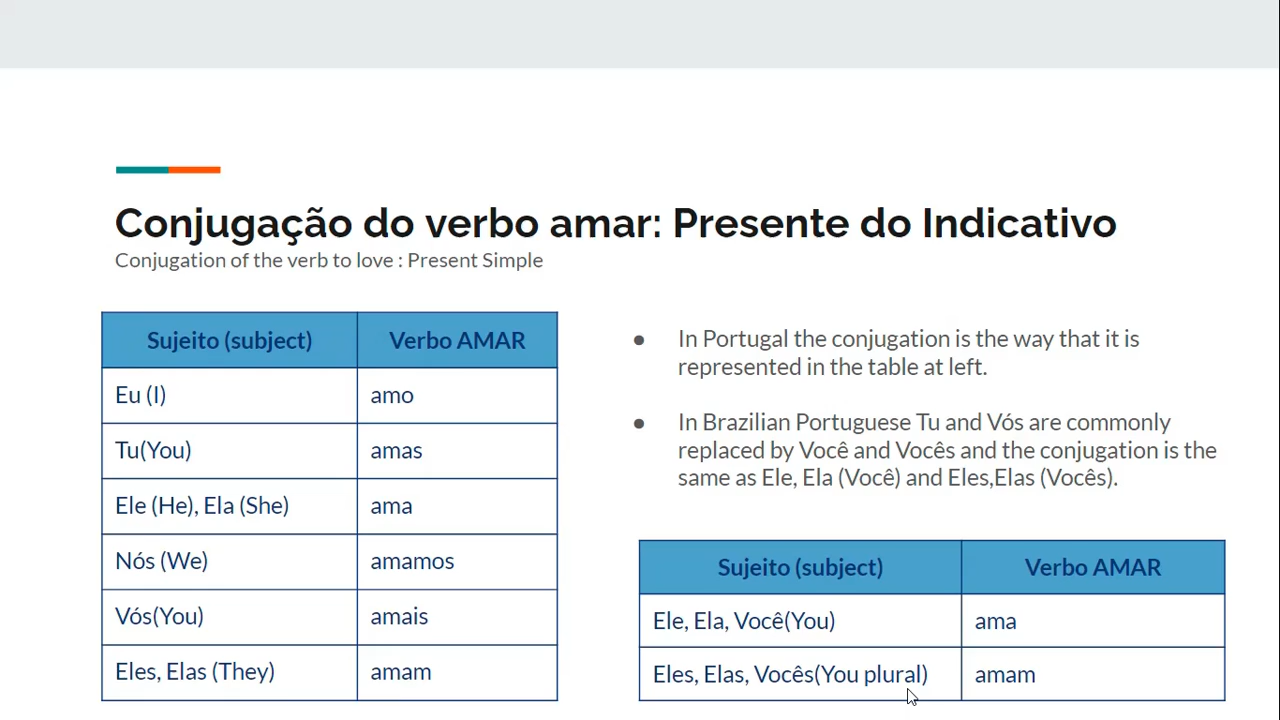 Conjugação do verbo amar: Presente do Indicativo
Conjugation of the verb to love : Present Simple
Sujeito (subject) Verbo AMAR
Eu (I) amo
Tu(You) amas
Ele (He), Ela (She) ama
Nós (We) amamos
Vós(You) amais
Eles, Elas (They) amam
In Portugal the conjugation is the way that it is
represented in the table at left.
In Brazilian Portuguese Tu and Vós are commonly
replaced by Você and Vocês and the conjugation is the
same as Ele, Ela (Você) and Eles,Elas (Vocês).
Sujeito (subject) Verbo AMAR
Ele, Ela, Você(You) ama
Eles, Elas, Vocês(You plural) amam